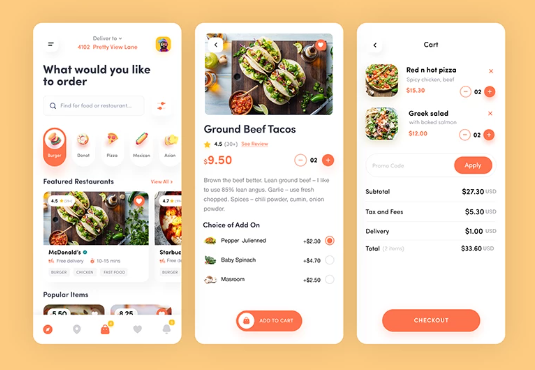 Deliver to
4102 Pretty View Lane
What would you like
to order
Find for food or restaurant...
Burger
Donat
Pizza
Mexican
Asian
Featured Restaurants
View All >
4.5
4.7
McDonald's
Free delivery
10-15 mins
BURGER
CHICKEN
FAST FOOD
Popular Items
5.50
8.25
Ground Beef Tacos
4.5 (30+) See Review
$9.50
02
Brown the beef better. Lean ground beef – I like
to use 85% lean angus. Garlic – use fresh
chopped. Spices – chili powder, cumin, onion
powder.
Choice of Add On
Pepper Julienned
+$2.30
Baby Spinach
+$4.70
Masroom
+$2.50
ADD TO CART
Cart
Red n hot pizza
Spicy chicken, beef
$15.30
02
Greek salad
with baked salmon
$12.00
02
Promo Code
Apply
Subtotal
$27.30 USD
Tax and Fees
$5.30 USD
Delivery
$1.00 USD
Total (2 items)
$33.60 USD
CHECKOUT